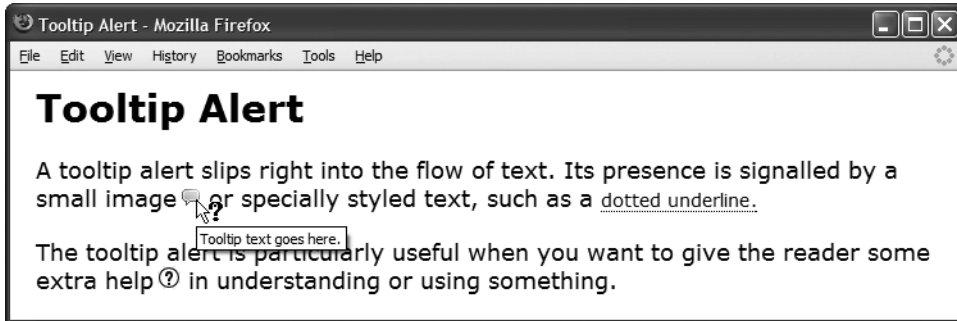 Tooltip Alert - Mozilla Firefox
File Edit View History Bookmarks Tools Help
Tooltip Alert
A tooltip alert slips right into the flow of text. Its presence is signalled by a
small image or specially styled text, such as a dotted underline.
Tooltip text goes here.
The tooltip alert is particularly useful when you want to give the reader some
extra help ? in understanding or using something.